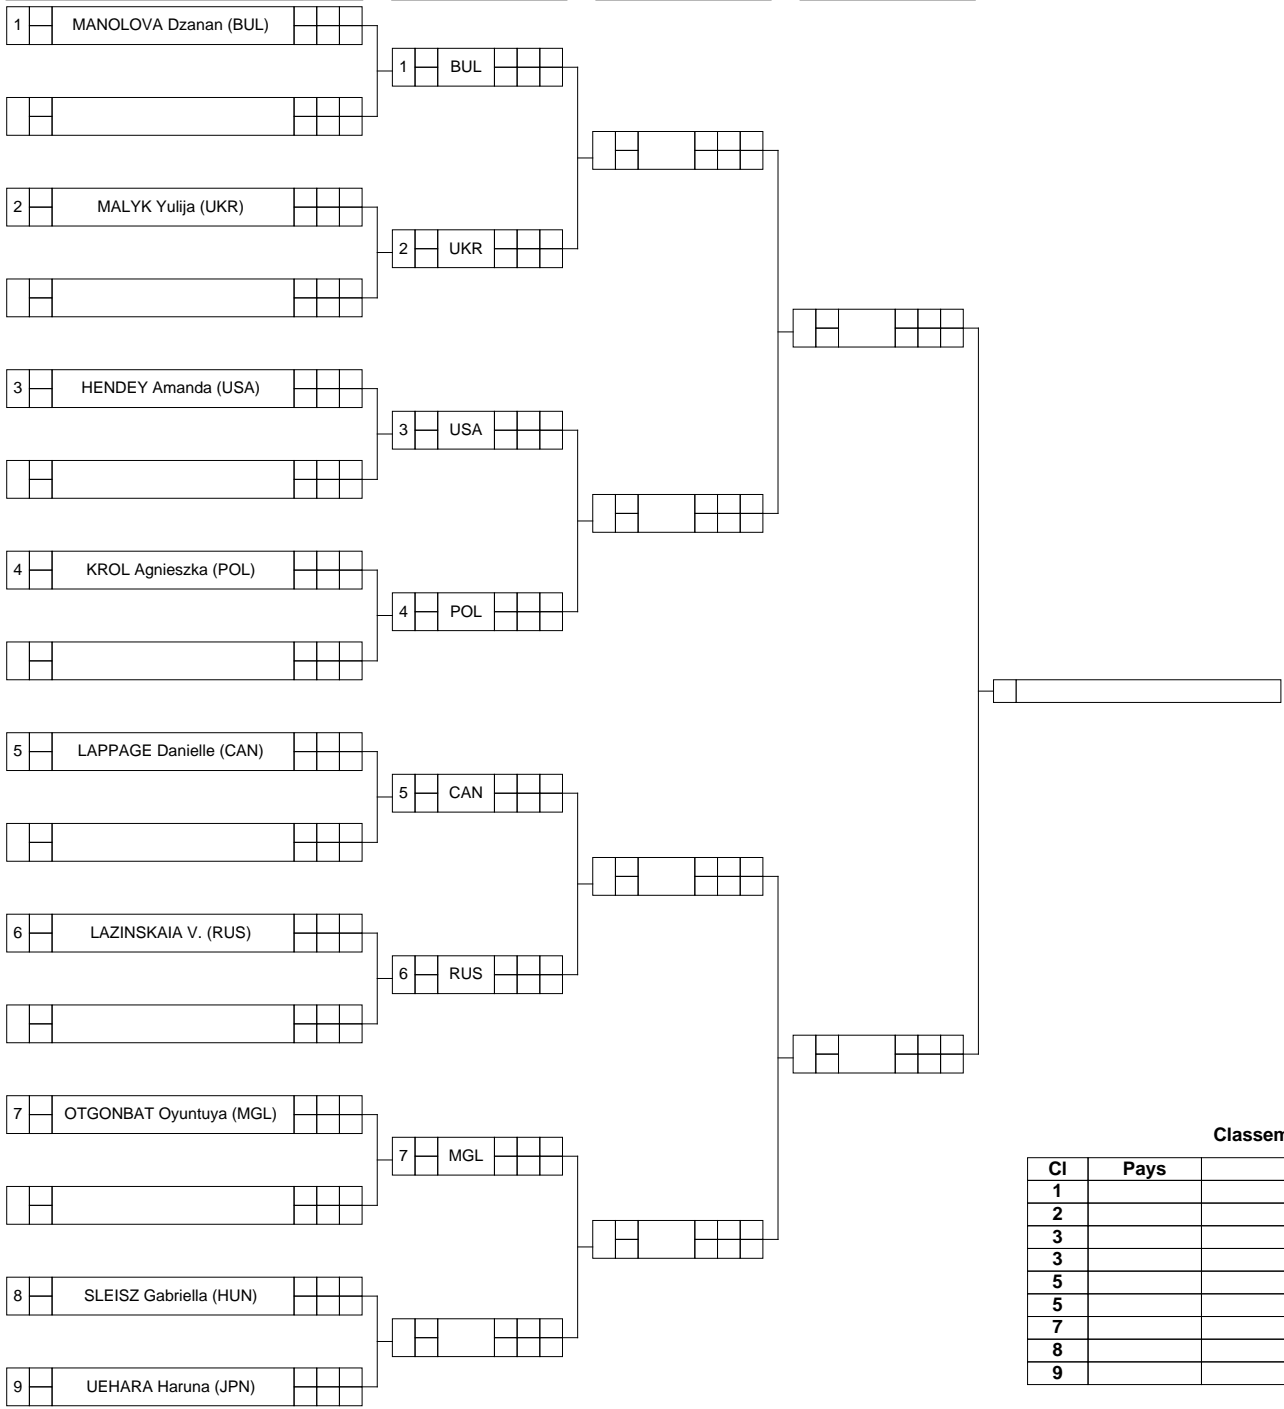 1 MANOLOVA Dzanan (BUL)
1 BUL
2 MALYK Yulija (UKR)
2 UKR
3 HENDEY Amanda (USA)
3 USA
4 KROL Agnieszka (POL)
4 POL
5 LAPPAGE Danielle (CAN)
5 CAN
6 LAZINSKAIA V. (RUS)
6 RUS
7 OTGONBAT Oyuntuya (MGL)
7 MGL
8 SLEISZ Gabriella (HUN)
9 UEHARA Haruna (JPN)
Classem
Cl Pays
1
2
3
3
5
5
7
8
9